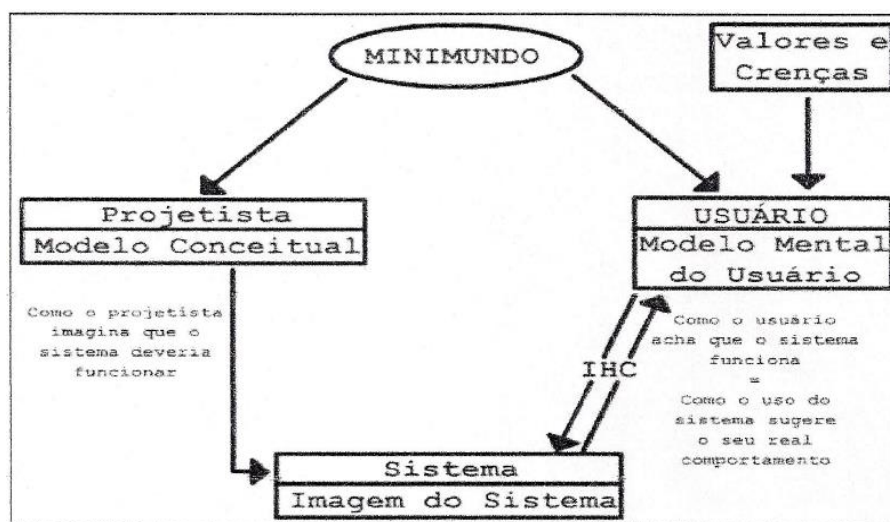 MINIMUNDO
Valores e
Crenças
Projetista
Modelo Conceitual
USUÁRIO
Modelo Mental
do Usuário
Como o projetista
imagina que o
sistema deveria
funcionar
IHC
Como o usuário
acha que o sistema
funciona
=
Como o uso do
sistema sugere
o seu real
comportamento
Sistema
Imagem do Sistema